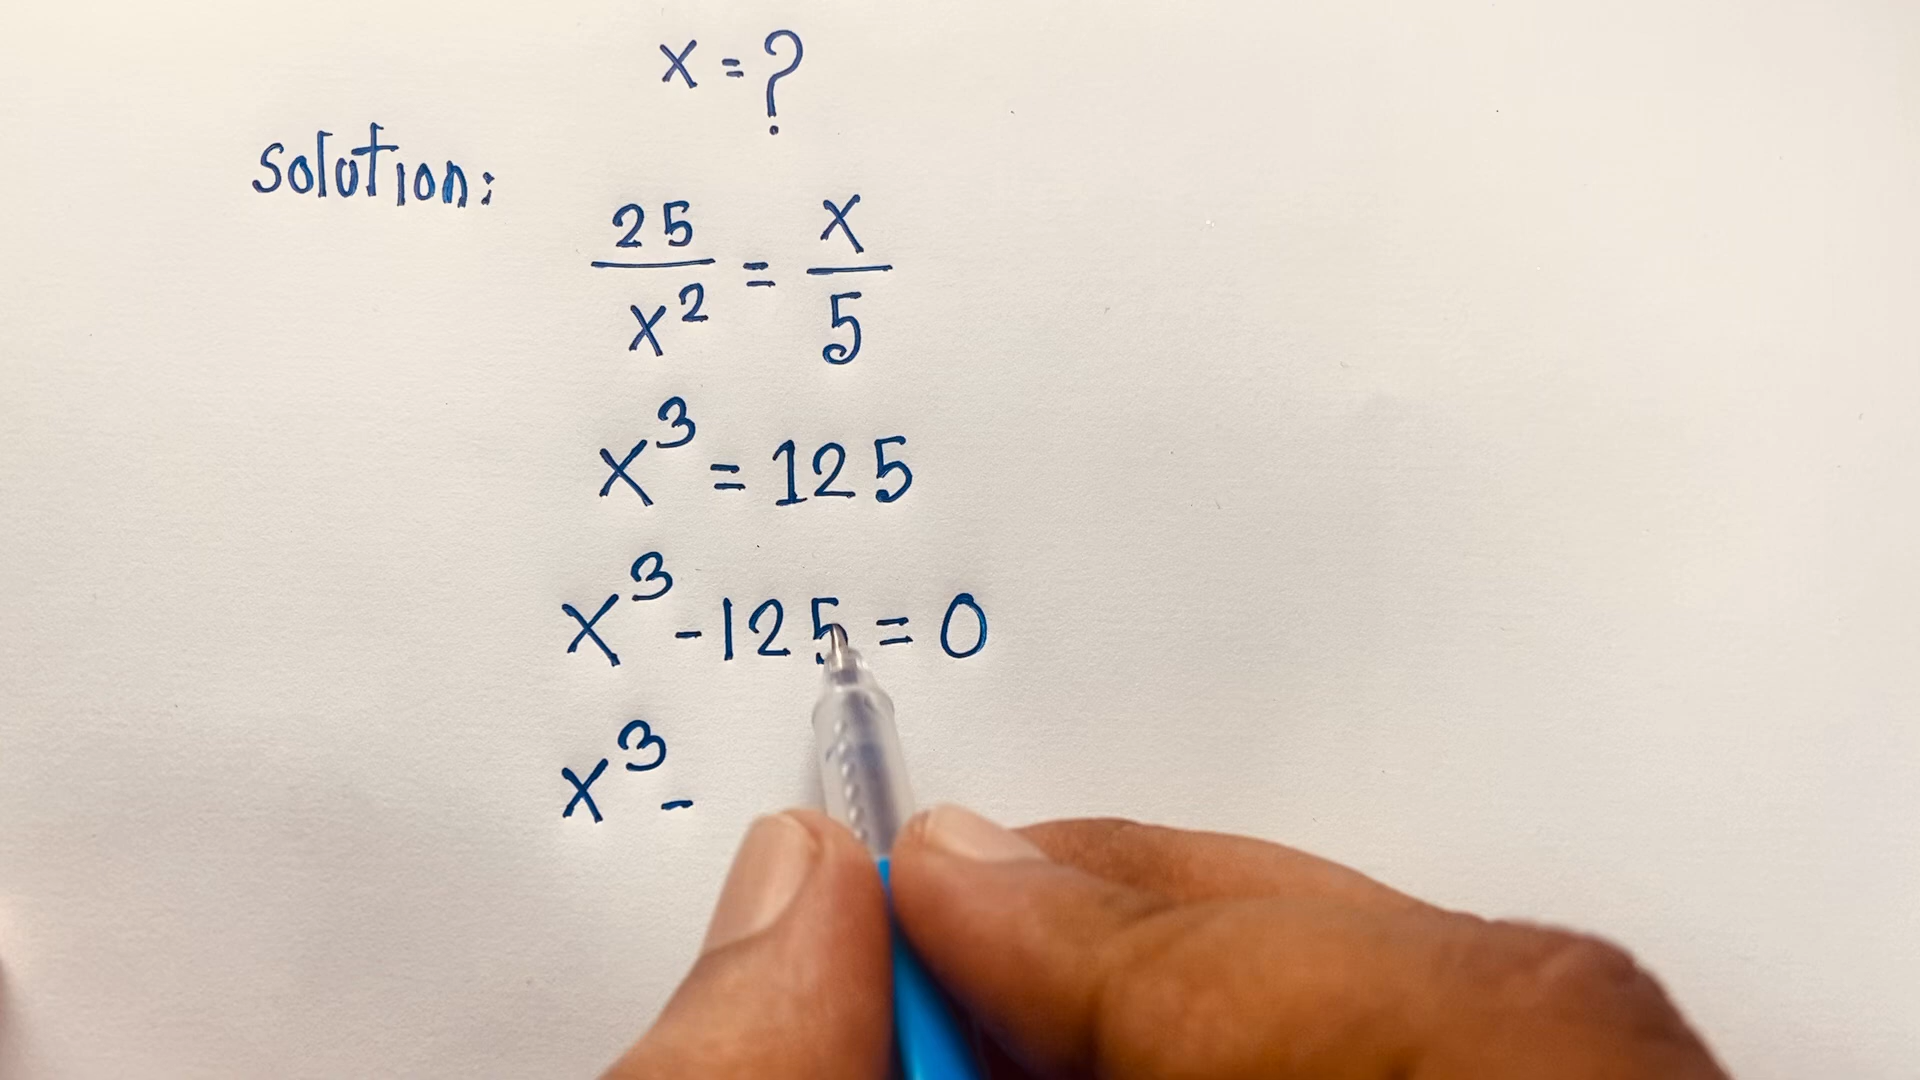 x = ?
Solution:
25/x² = x/5
x³ = 125
x³ - 125 = 0
x³ -